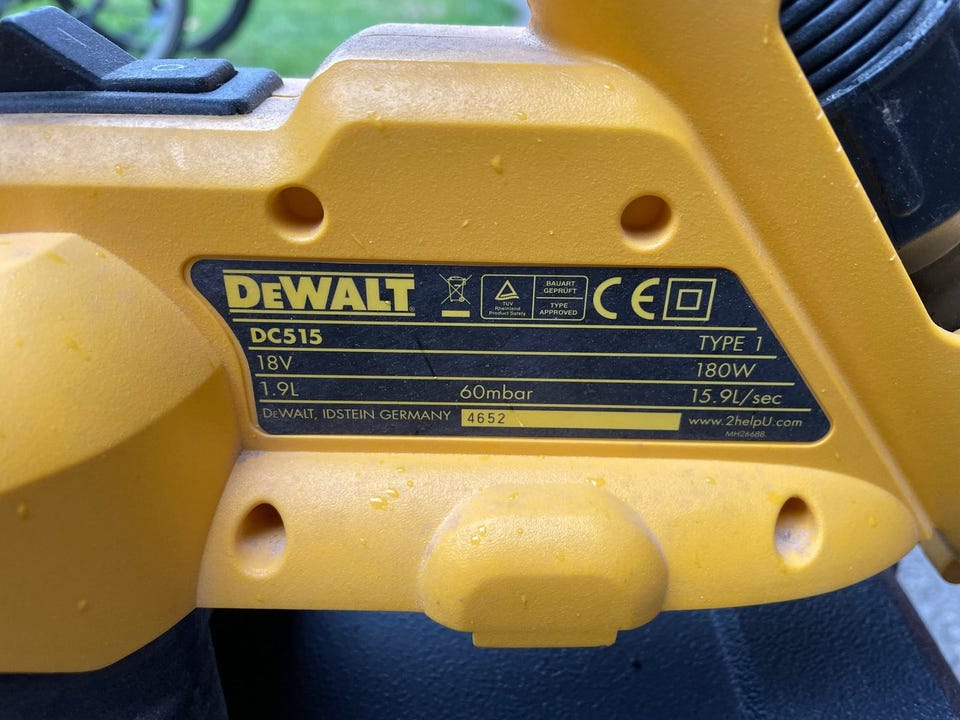 I O
DEWALT
TÜV
Rheinland
Product Safety
BAUART
GEPRÜFT
TYPE
APPROVED
CE
DC515 TYPE 1
18V 180W
1.9L 60mbar 15.9L/sec
DEWALT, IDSTEIN GERMANY 4652 www.2helpU.com
MH26688